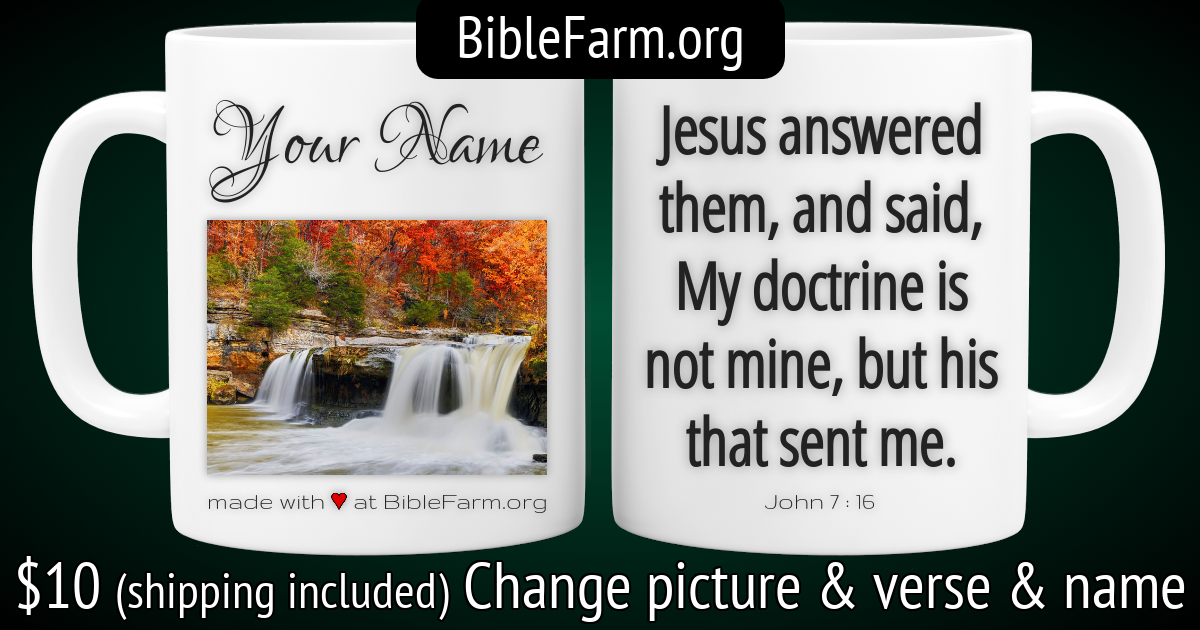 BibleFarm.org
Your Name
made with ♥ at BibleFarm.org
Jesus answered
them, and said,
My doctrine is
not mine, but his
that sent me.
John 7 : 16
$10 (shipping included) Change picture & verse & name